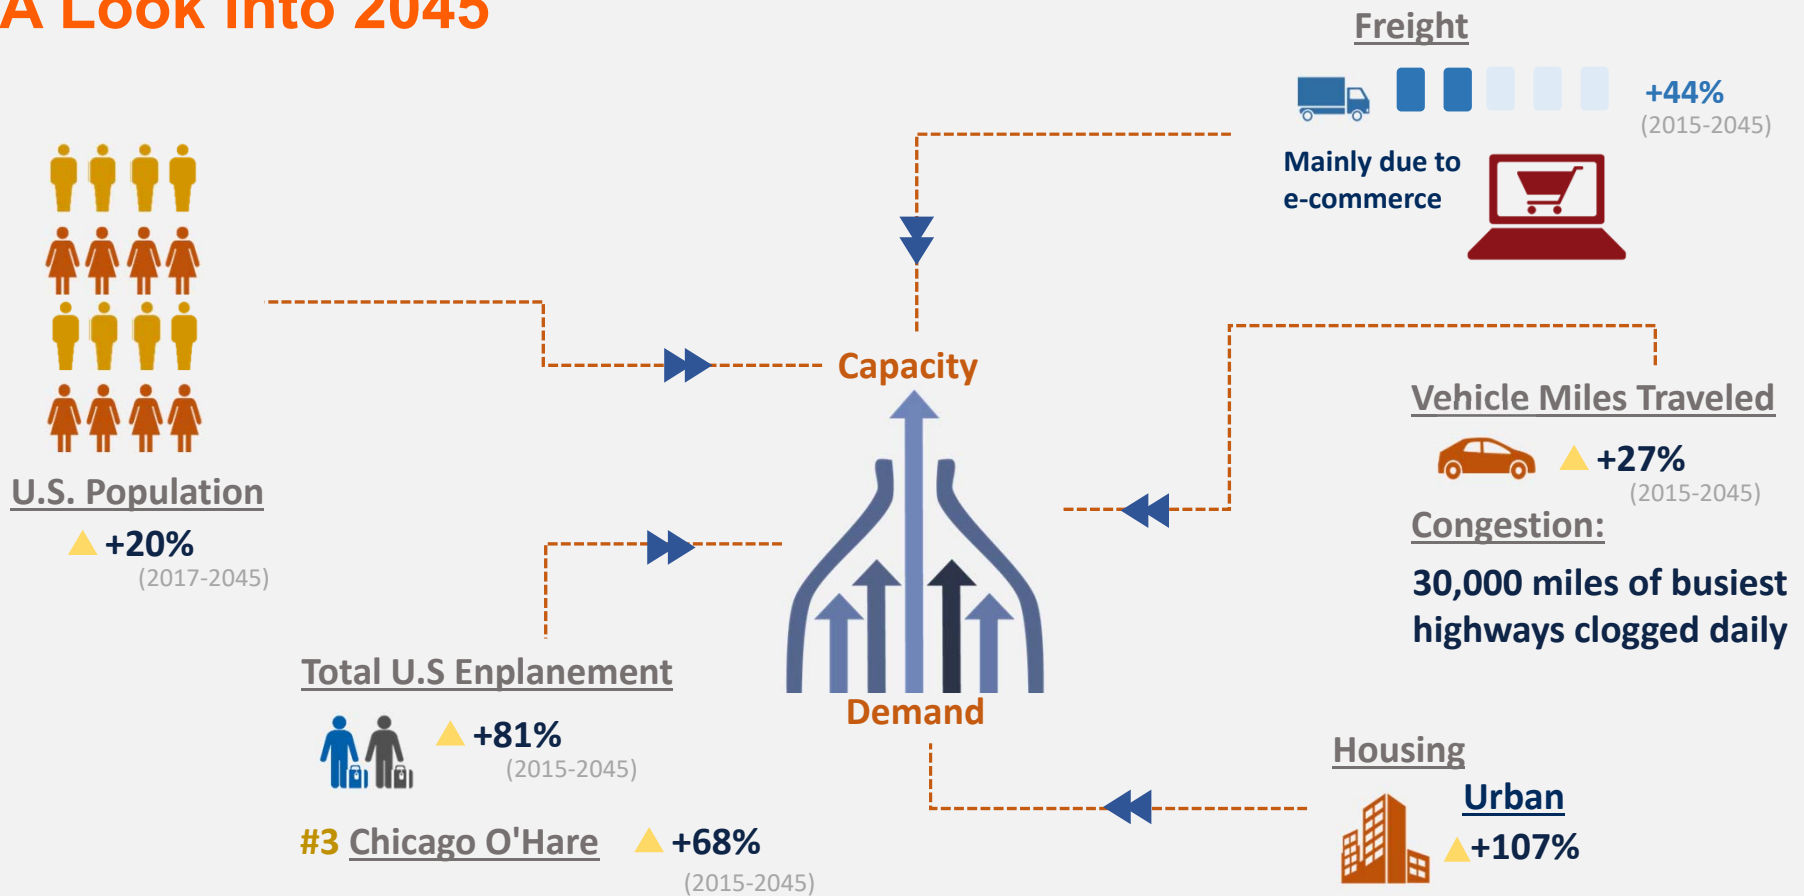 A Look into 2045
Freight
+44%
(2015-2045)
Mainly due to
e-commerce
Capacity
Vehicle Miles Traveled
+27%
(2015-2045)
Congestion:
30,000 miles of busiest
highways clogged daily
U.S. Population
+20%
(2017-2045)
Total U.S Enplanement
+81%
(2015-2045)
#3 Chicago O'Hare +68%
(2015-2045)
Demand
Housing
Urban
+107%